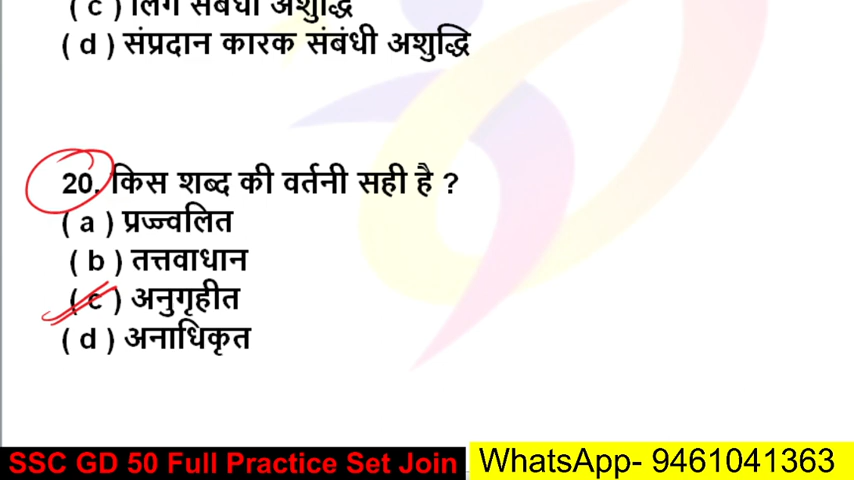 ( c ) लिंग संबंधी अशुद्धि
( d ) संप्रदान कारक संबंधी अशुद्धि
20. किस शब्द की वर्तनी सही है ?
( a ) प्रज्ज्वलित
( b ) तत्तवाधान
( c ) अनुगृहीत
( d ) अनाधिकृत
SSC GD 50 Full Practice Set Join
WhatsApp- 9461041363